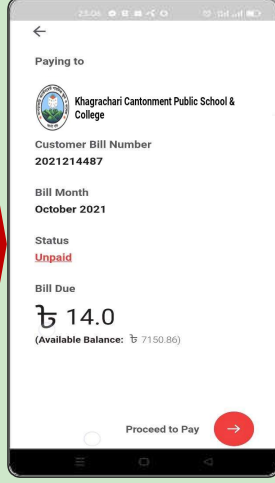 23:06
Paying to
Khagrachari Cantonment Public School &
College
Customer Bill Number
2021214487
Bill Month
October 2021
Status
Unpaid
Bill Due
৳ 14.0
(Available Balance: ৳ 7150.86)
Proceed to Pay